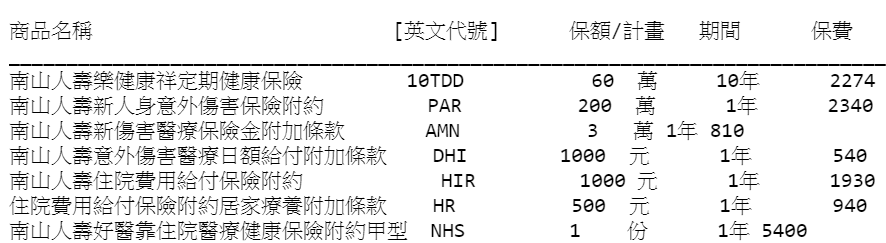 商品名稱 [英文代號] 保額/計畫 期間 保費
南山人壽樂健康祥定期健康保險 10TDD 60 萬 10年 2274
南山人壽新人身意外傷害保險附約 PAR 200 萬 1年 2340
南山人壽新傷害醫療保險金附加條款 AMN 3 萬 1年 810
南山人壽意外傷害醫療日額給付附加條款 DHI 1000 元 1年 540
南山人壽住院費用給付保險附約 HIR 1000 元 1年 1930
住院費用給付保險附約居家療養附加條款 HR 500 元 1年 940
南山人壽好醫靠住院醫療健康保險附約甲型 NHS 1 份 1年 5400